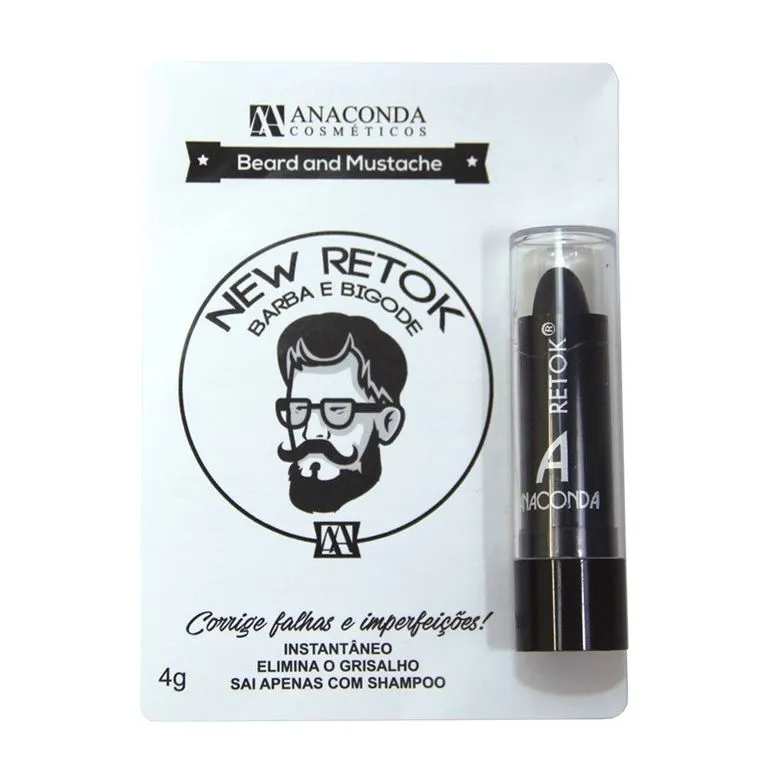 ANACONDA
COSMÉTICOS
Beard and Mustache
NEW RETOK
BARBA E BIGODE
Corrige falhas e imperfeições!
INSTANTÂNEO
ELIMINA O GRISALHO
SAI APENAS COM SHAMPOO
4g
RETOK®
A
ANACONDA